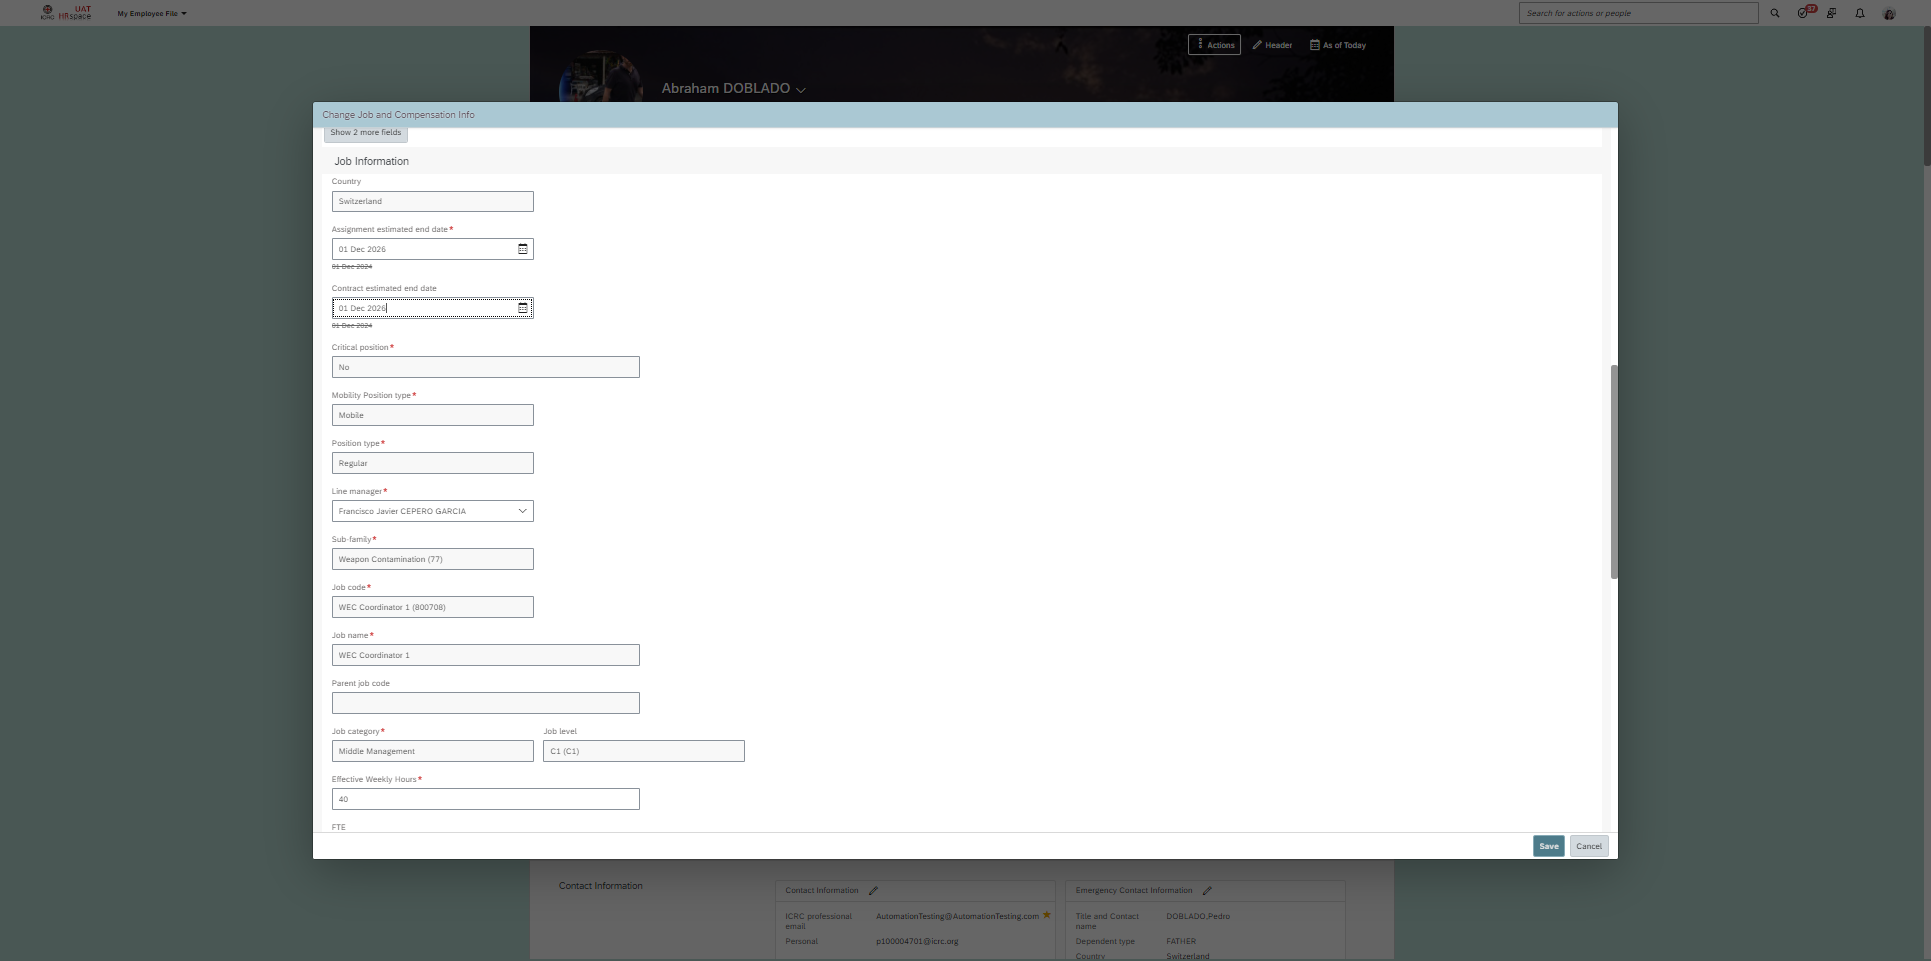 ICRC
UAT
HRspace
My Employee File
Search for actions or people
37
Actions
Header
As of Today
Abraham DOBLADO
Change Job and Compensation Info
Show 2 more fields
Job Information
Country
Switzerland
Assignment estimated end date*
01 Dec 2026
01 Dec 2024
Contract estimated end date
01 Dec 2026
01 Dec 2024
Critical position*
No
Mobility Position type*
Mobile
Position type*
Regular
Line manager*
Francisco Javier CEPERO GARCIA
Sub-family*
Weapon Contamination (77)
Job code*
WEC Coordinator 1 (800708)
Job name*
WEC Coordinator 1
Parent job code
Job category* Job level
Middle Management C1 (C1)
Effective Weekly Hours*
40
FTE
Save Cancel
Contact Information
Contact Information
ICRC professional email AutomationTesting@AutomationTesting.com
Personal p100004701@icrc.org
Emergency Contact Information
Title and Contact name DOBLADO,Pedro
Dependent type FATHER
Country Switzerland